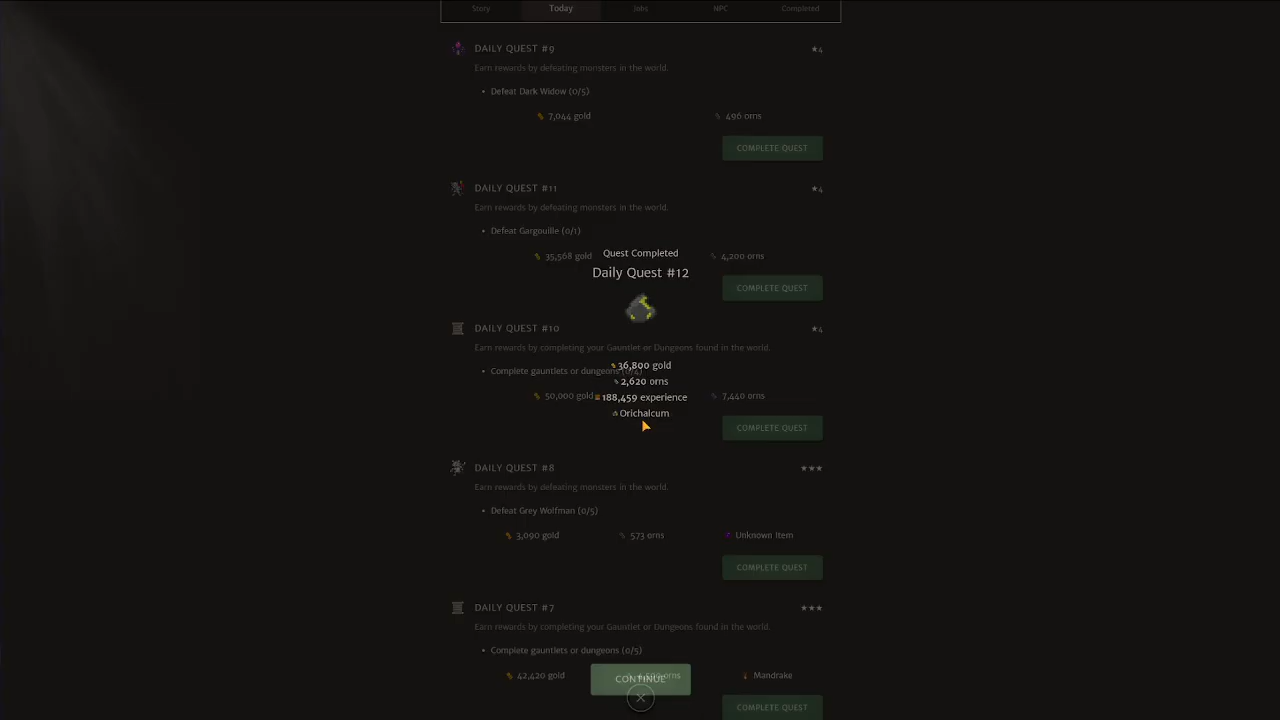 Story Today Jobs NPC Completed
DAILY QUEST #9 ★4
Earn rewards by defeating monsters in the world.
• Defeat Dark Widow (0/5)
7,044 gold 496 orns
COMPLETE QUEST
DAILY QUEST #11 ★4
Earn rewards by defeating monsters in the world.
• Defeat Gargouille (0/1)
35,568 gold 4,200 orns
COMPLETE QUEST
Quest Completed
Daily Quest #12
DAILY QUEST #10 ★4
Earn rewards by completing your Gauntlet or Dungeons found in the world.
• Complete gauntlets or dungeons (0/4)
50,000 gold 7,440 orns
COMPLETE QUEST
36,800 gold
2,620 orns
188,459 experience
Orichalcum
DAILY QUEST #8 ★★★
Earn rewards by defeating monsters in the world.
• Defeat Grey Wolfman (0/5)
3,090 gold 573 orns Unknown Item
COMPLETE QUEST
DAILY QUEST #7 ★★★
Earn rewards by completing your Gauntlet or Dungeons found in the world.
• Complete gauntlets or dungeons (0/5)
42,420 gold orns Mandrake
COMPLETE QUEST
CONTINUE